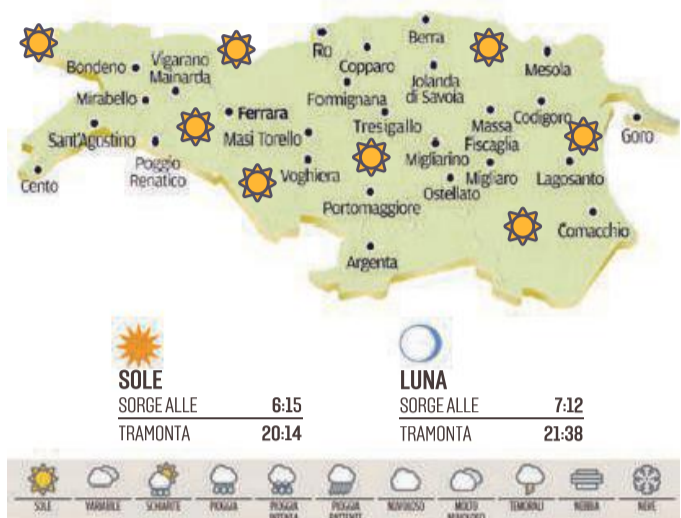 Berra
Ro
Copparo
Mesola
Bondeno
Vigarano
Mainarda
Jolanda
di Savoia
Mirabello
Formignana
Ferrara
Codigoro
Tresigallo
Massa
Fiscaglia
Goro
Sant'Agostino
Masi Torello
Migliarino
Poggio
Renatico
Voghiera
Migliaro
Lagosanto
Cento
Ostellato
Portomaggiore
Comacchio
Argenta
SOLE
SORGE ALLE 6:15
TRAMONTA 20:14
LUNA
SORGE ALLE 7:12
TRAMONTA 21:38
SOLE
VARIABILE
SCHIARITE
PIOGGIA
PIOGGIA
PIOGGIA
NUVOLOSO
MOLTO
TEMORALI
NEBBIA
NEVE